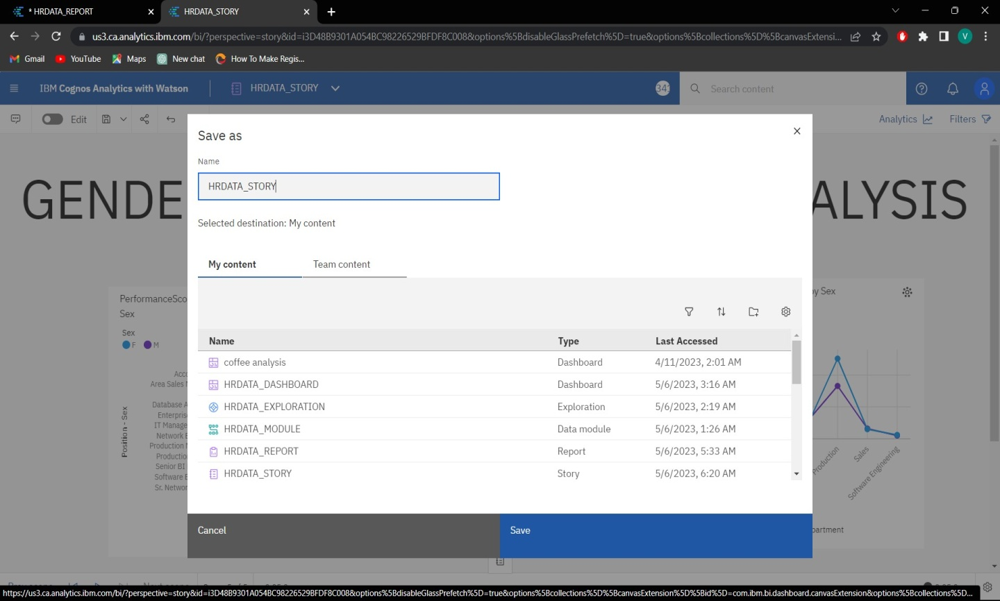 * HRDATA_REPORT
HRDATA_STORY
us3.ca.analytics.ibm.com/bi/?perspective=story&id=i3D48B9301A054BC98226529BFDF8C008&options%5BdisableGlassPrefetch%5D=true&options%5Bcollections%5D%5BcanvasExtensi...
V
Gmail
YouTube
Maps
New chat
How To Make Regis...
IBM Cognos Analytics with Watson
HRDATA_STORY
Search content
Edit
Analytics
Filters
GENDE
ALYSIS
Save as
Name
HRDATA_STORY
Selected destination: My content
My content
Team content
Name Type Last Accessed
coffee analysis Dashboard 4/11/2023, 2:01 AM
HRDATA_DASHBOARD Dashboard 5/6/2023, 3:16 AM
HRDATA_EXPLORATION Exploration 5/6/2023, 2:19 AM
HRDATA_MODULE Data module 5/6/2023, 1:26 AM
HRDATA_REPORT Report 5/6/2023, 5:33 AM
HRDATA_STORY Story 5/6/2023, 6:20 AM
Cancel
Save
PerformanceSco
Sex
Sex
F M
Position - Sex
Acco
Area Sales M
Database A
Enterpris
IT Manage
Network E
Production M
Productio
Senior BI
Software E
Sr. Networ
by Sex
Production
Sales
Software Engineering
partment
https://us3.ca.analytics.ibm.com/bi/?perspective=story&id=i3D48B9301A054BC98226529BFDF8C008&options%5BdisableGlassPrefetch%5D=true&options%5Bcollections%5D%5BcanvasExtension%5D%5Bid%5D=com.ibm.bi.dashboard.canvasExtension&options%5Bcollections%5D...